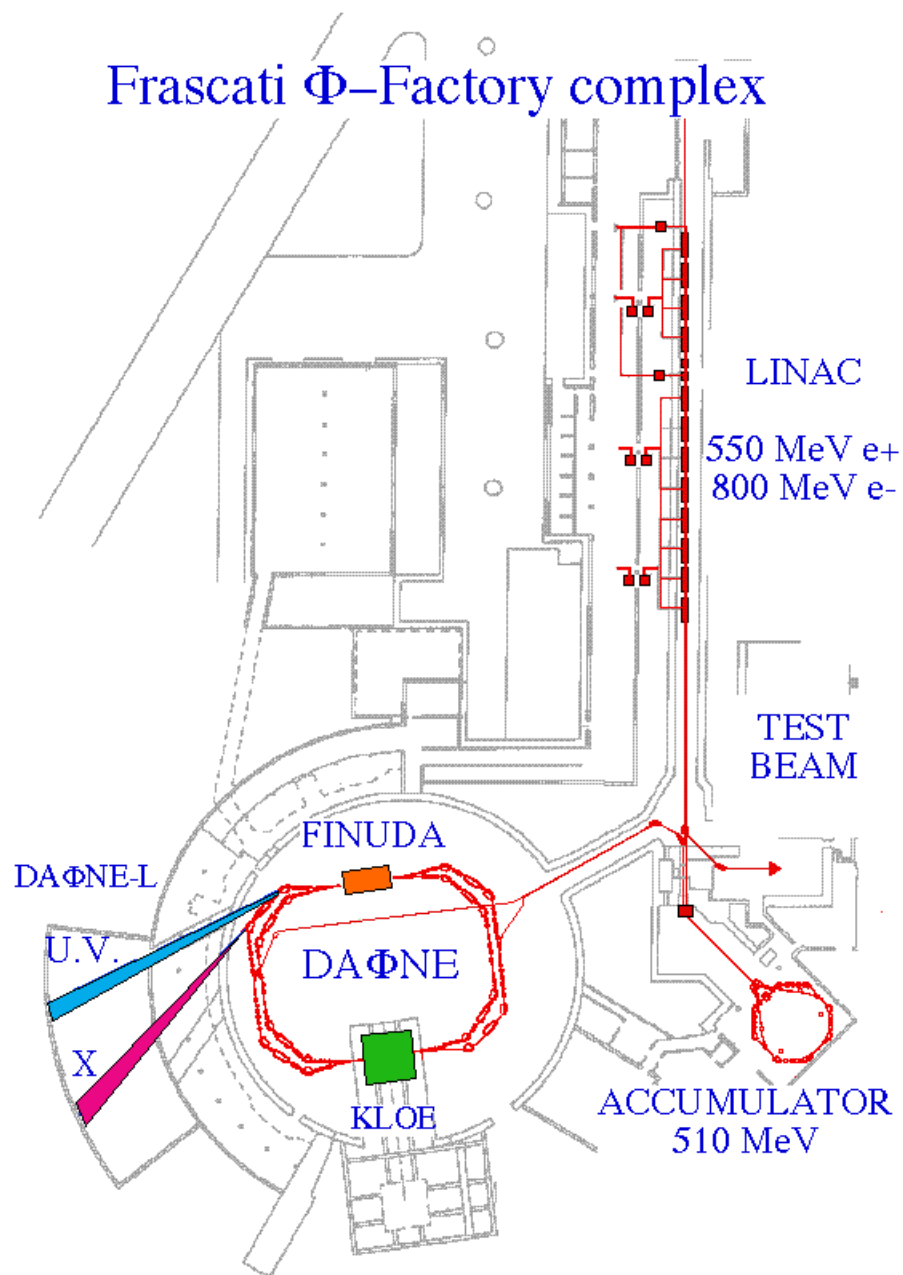 Frascati Φ–Factory complex
LINAC
550 MeV e+
800 MeV e-
TEST
BEAM
FINUDA
DAΦNE-L
U.V.
DAΦNE
X
KLOE
ACCUMULATOR
510 MeV